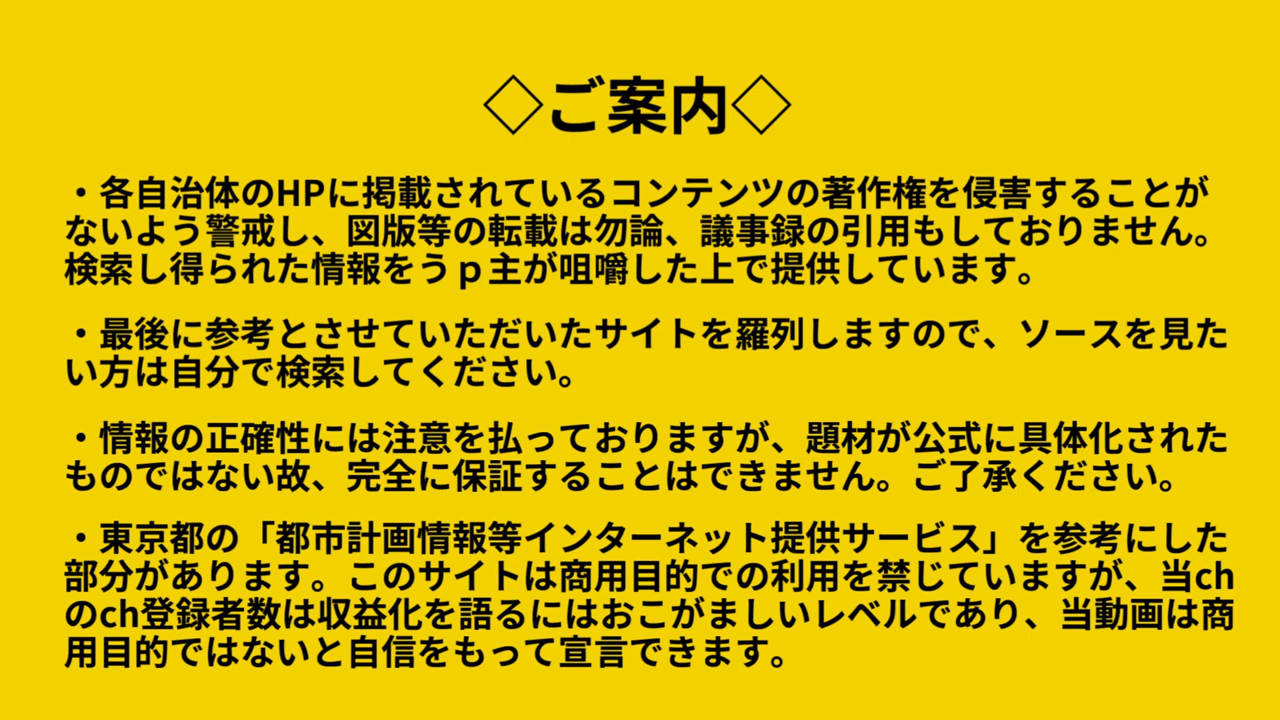 ◇ご案内◇
・各自治体のHPに掲載されているコンテンツの著作権を侵害することが
ないよう警戒し、図版等の転載は勿論、議事録の引用もしておりません。
検索し得られた情報をうｐ主が咀嚼した上で提供しています。
・最後に参考とさせていただいたサイトを羅列しますので、ソースを見た
い方は自分で検索してください。
・情報の正確性には注意を払っておりますが、題材が公式に具体化された
ものではない故、完全に保証することはできません。ご了承ください。
・東京都の「都市計画情報等インターネット提供サービス」を参考にした
部分があります。このサイトは商用目的での利用を禁じていますが、当ch
のch登録者数は収益化を語るにはおこがましいレベルであり、当動画は商
用目的ではないと自信をもって宣言できます。